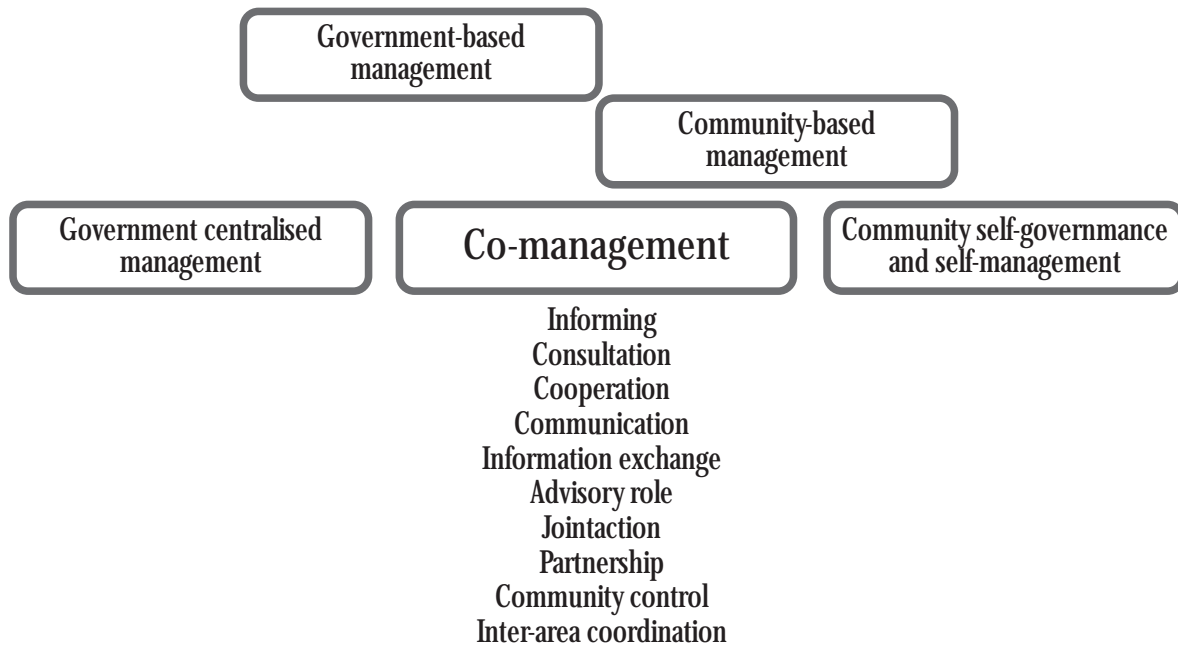 Government-based
management
Community-based
management
Government centralised
management
Co-management
Community self-governmance
and self-management
Informing
Consultation
Cooperation
Communication
Information exchange
Advisory role
Jointaction
Partnership
Community control
Inter-area coordination